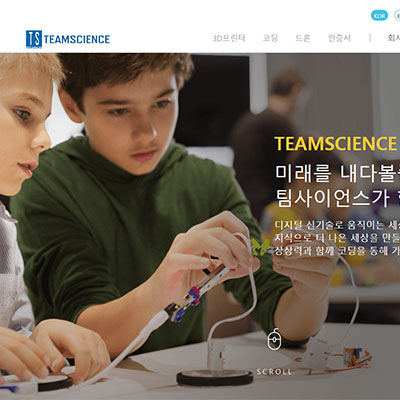 KOR
TS TEAMSCIENCE
3D프린터 코딩 드론 인증서 | 회사
TEAMSCIENCE
미래를 내다볼
팀사이언스가
디지털 신기술로 움직이는 세상
지식으로 더 나은 세상을 만들
상상력과 함께 코딩을 통해
SCROLL